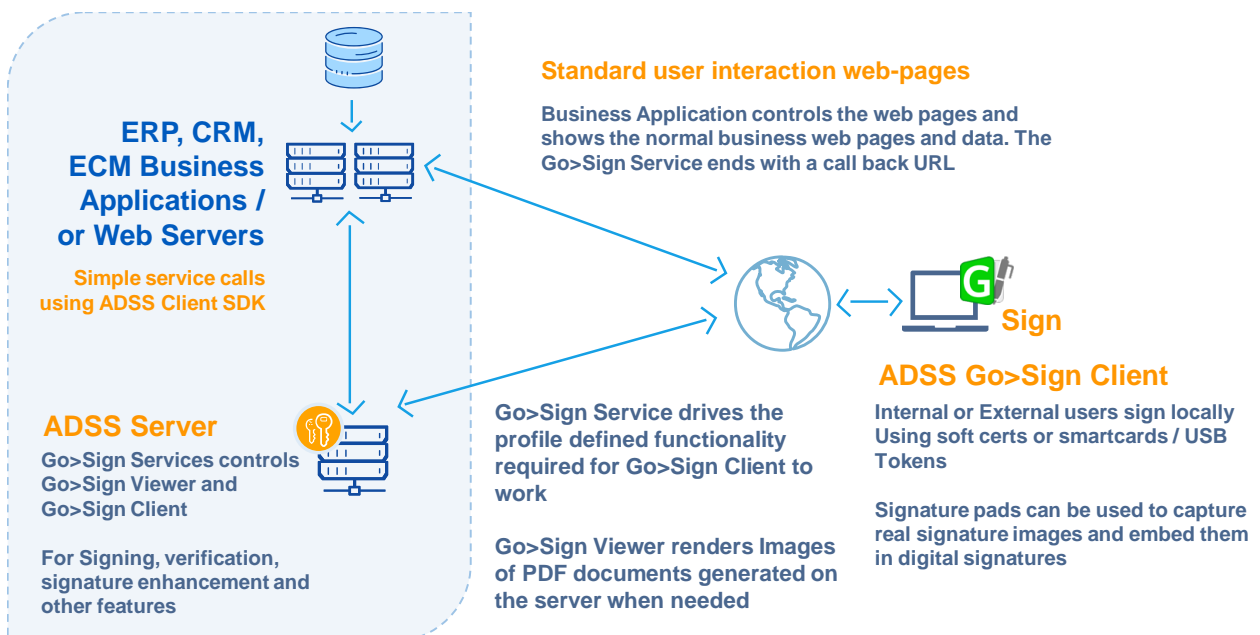 Standard user interaction web-pages
Business Application controls the web pages and
shows the normal business web pages and data. The
Go>Sign Service ends with a call back URL
ERP, CRM,
ECM Business
Applications /
or Web Servers
Simple service calls
using ADSS Client SDK
G
Sign
ADSS Go>Sign Client
Internal or External users sign locally
Using soft certs or smartcards / USB
Tokens
Signature pads can be used to capture
real signature images and embed them
in digital signatures
ADSS Server
Go>Sign Services controls
Go>Sign Viewer and
Go>Sign Client
For Signing, verification,
signature enhancement and
other features
Go>Sign Service drives the
profile defined functionality
required for Go>Sign Client to
work
Go>Sign Viewer renders Images
of PDF documents generated on
the server when needed